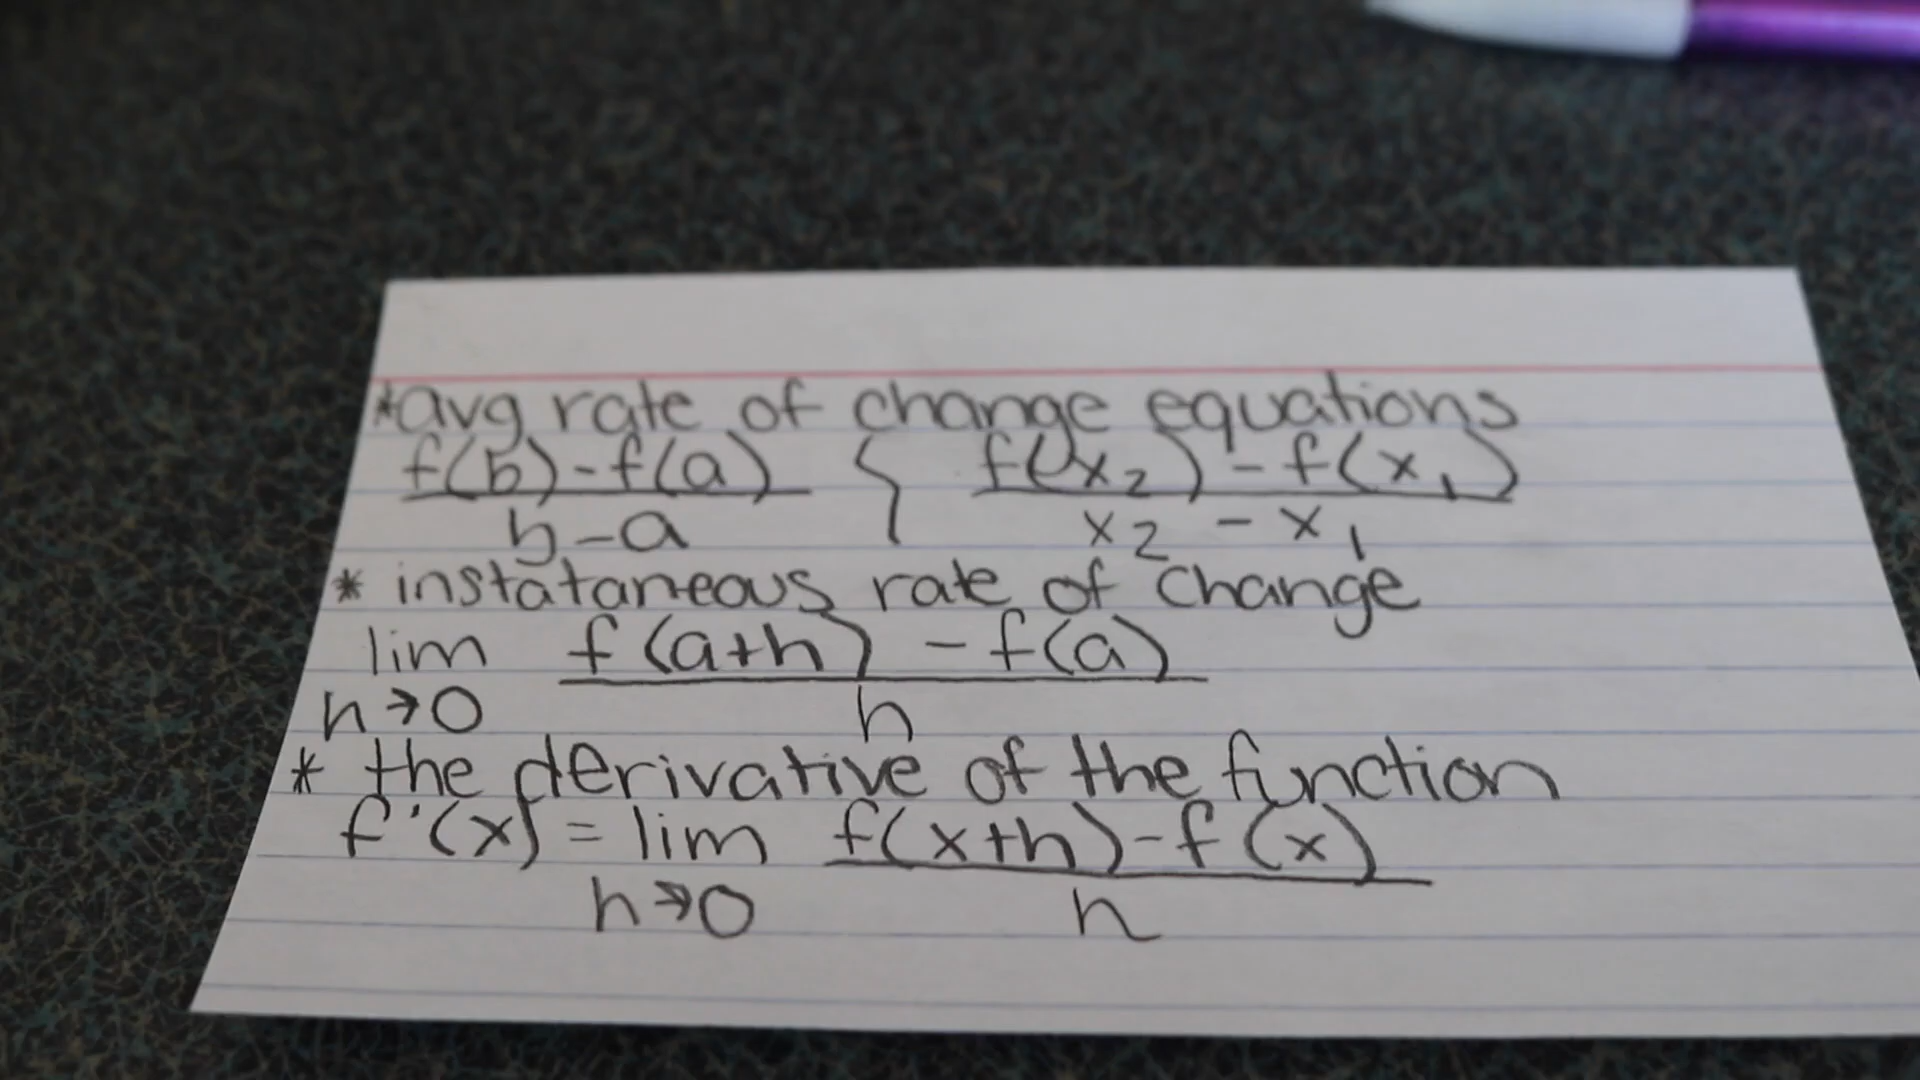 *avg rate of change equations
f(b)-f(a) { f(x₂) - f(x₁)
b-a x₂ - x₁
* instataneous rate of change
lim f(a+h) - f(a)
h→0 h
* the derivative of the function
f'(x) = lim f(x+h)-f(x)
h→0 h